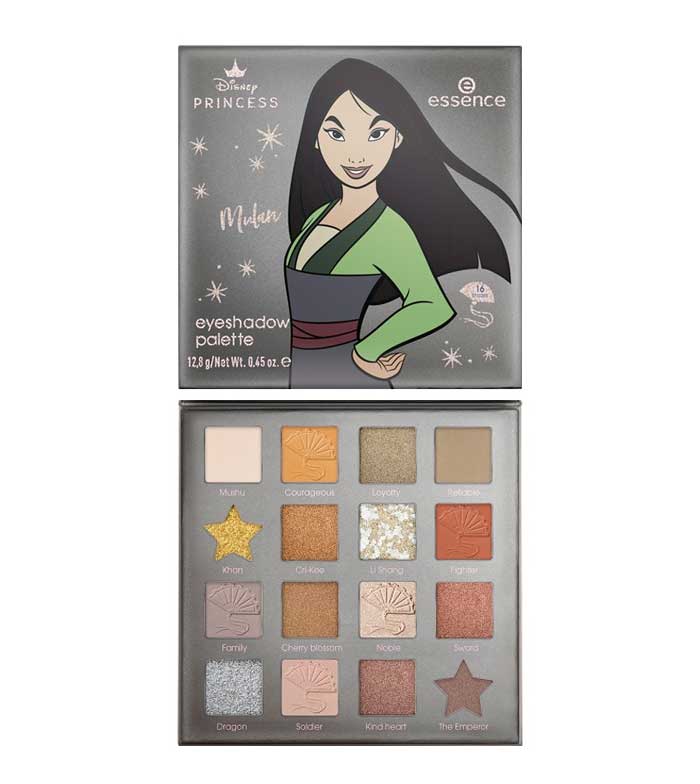 Disney
PRINCESS
essence
Mulan
16
eyeshadow
palette
12,8 g/Net Wt. 0,45 oz. e
Mushu
Courageous
Loyalty
Reliable
Khan
Cri-Kee
Li Shang
Fighter
Family
Cherry blossom
Noble
Sword
Dragon
Soldier
Kind heart
The Emperor